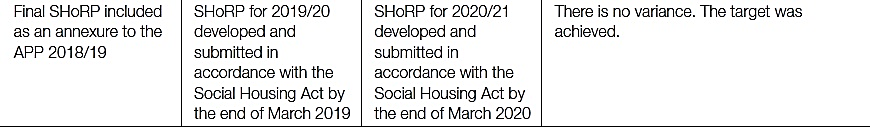 Final SHoRP included
as an annexure to the
APP 2018/19
SHoRP for 2019/20
developed and
submitted in
accordance with the
Social Housing Act by
the end of March 2019
SHoRP for 2020/21
developed and
submitted in
accordance with the
Social Housing Act by
the end of March 2020
There is no variance. The target was
achieved.